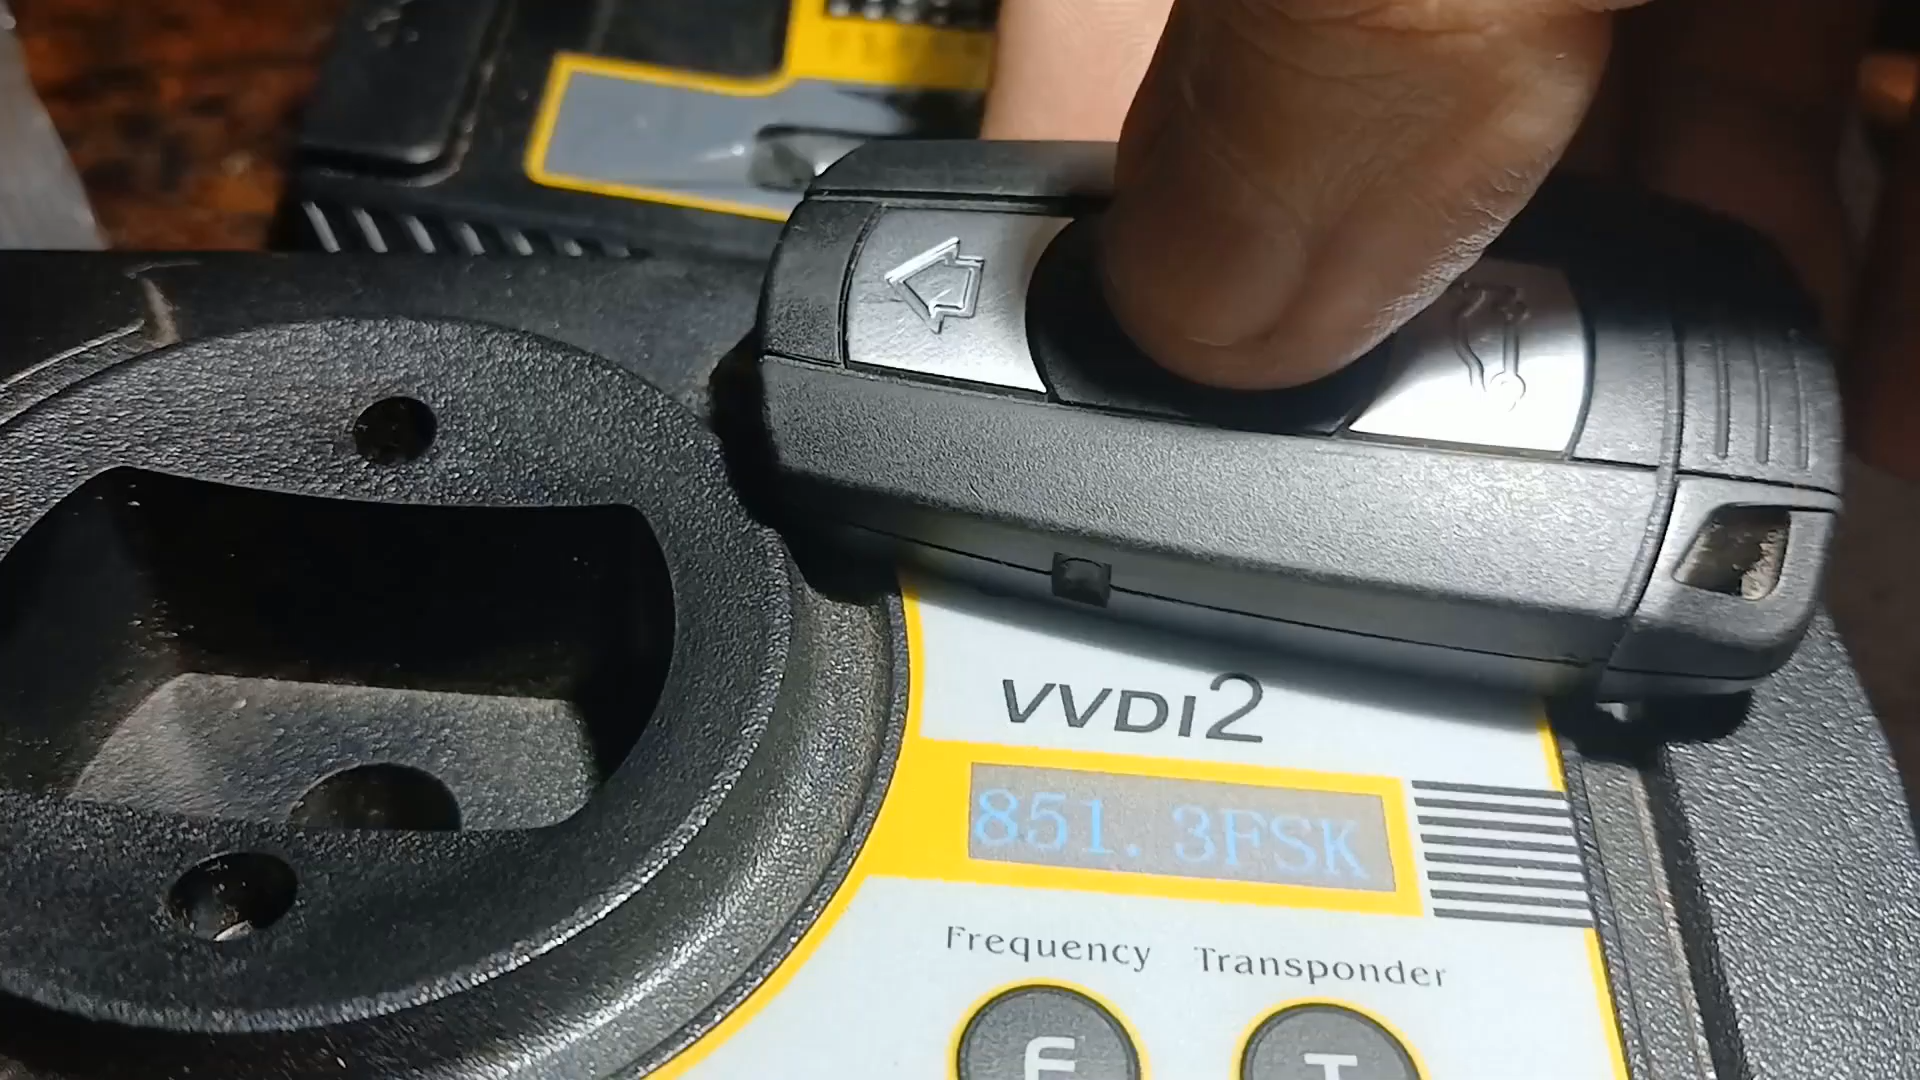 VVDI2
851.3FSK
Frequency Transponder
F T